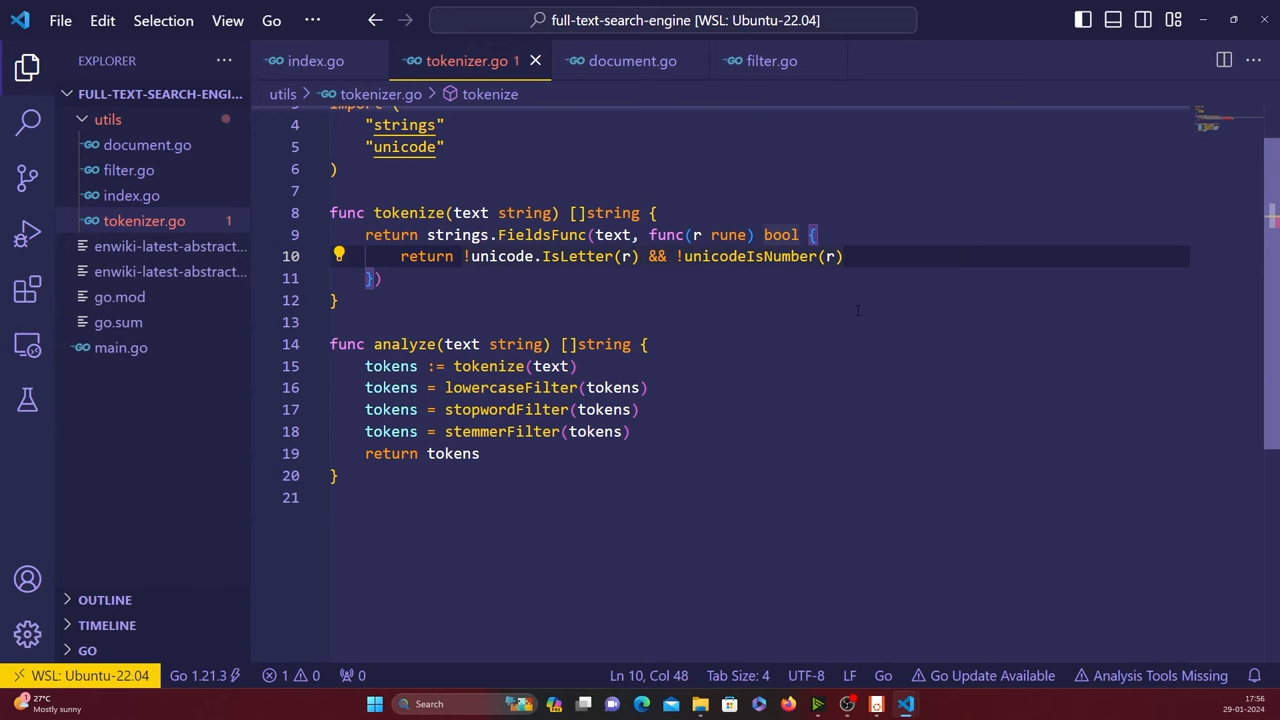 File Edit Selection View Go ··· full-text-search-engine [WSL: Ubuntu-22.04]
EXPLORER ···
FULL-TEXT-SEARCH-ENGI...
utils
document.go
filter.go
index.go
tokenizer.go 1
enwiki-latest-abstract...
enwiki-latest-abstract...
go.mod
go.sum
main.go
OUTLINE
TIMELINE
GO
index.go tokenizer.go 1 document.go filter.go
utils > tokenizer.go > tokenize
3 import (
4 "strings"
5 "unicode"
6 )
7
8 func tokenize(text string) []string {
9 return strings.FieldsFunc(text, func(r rune) bool {
10 return !unicode.IsLetter(r) && !unicodeIsNumber(r)
11 })
12 }
13
14 func analyze(text string) []string {
15 tokens := tokenize(text)
16 tokens = lowercaseFilter(tokens)
17 tokens = stopwordFilter(tokens)
18 tokens = stemmerFilter(tokens)
19 return tokens
20 }
21
WSL: Ubuntu-22.04 Go 1.21.3 1 0 0 Ln 10, Col 48 Tab Size: 4 UTF-8 LF Go Go Update Available Analysis Tools Missing
1 27°C
Mostly sunny
Search
17:56
29-01-2024